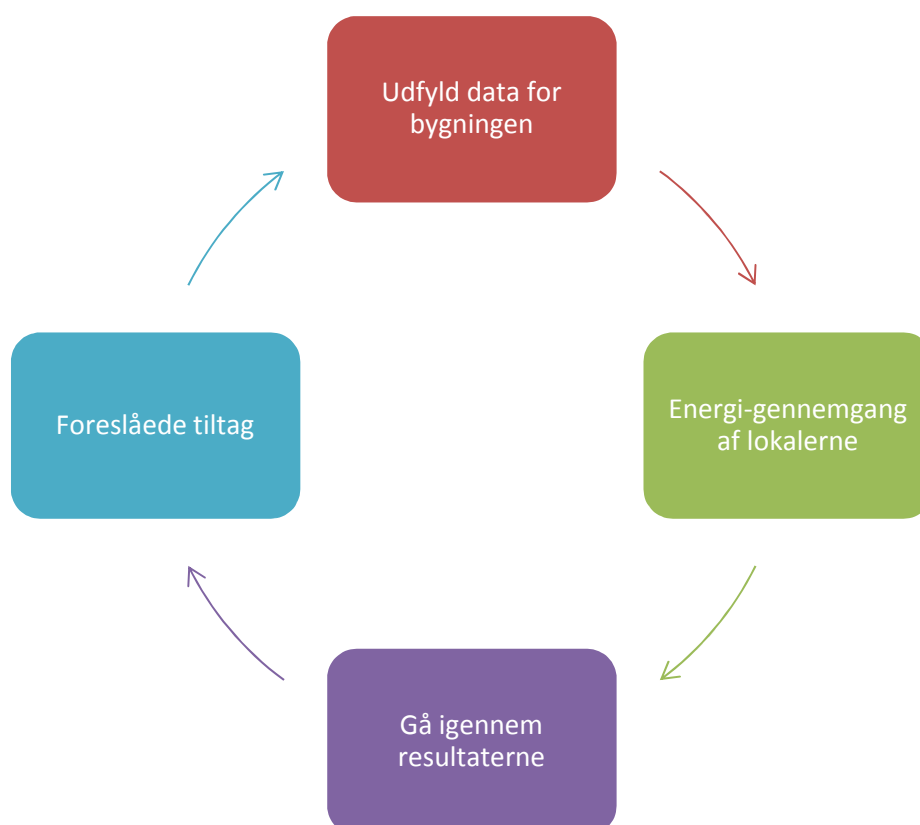 Udfyld data for
bygningen
Energi-gennemgang
af lokalerne
Gå igennem
resultaterne
Foreslåede tiltag